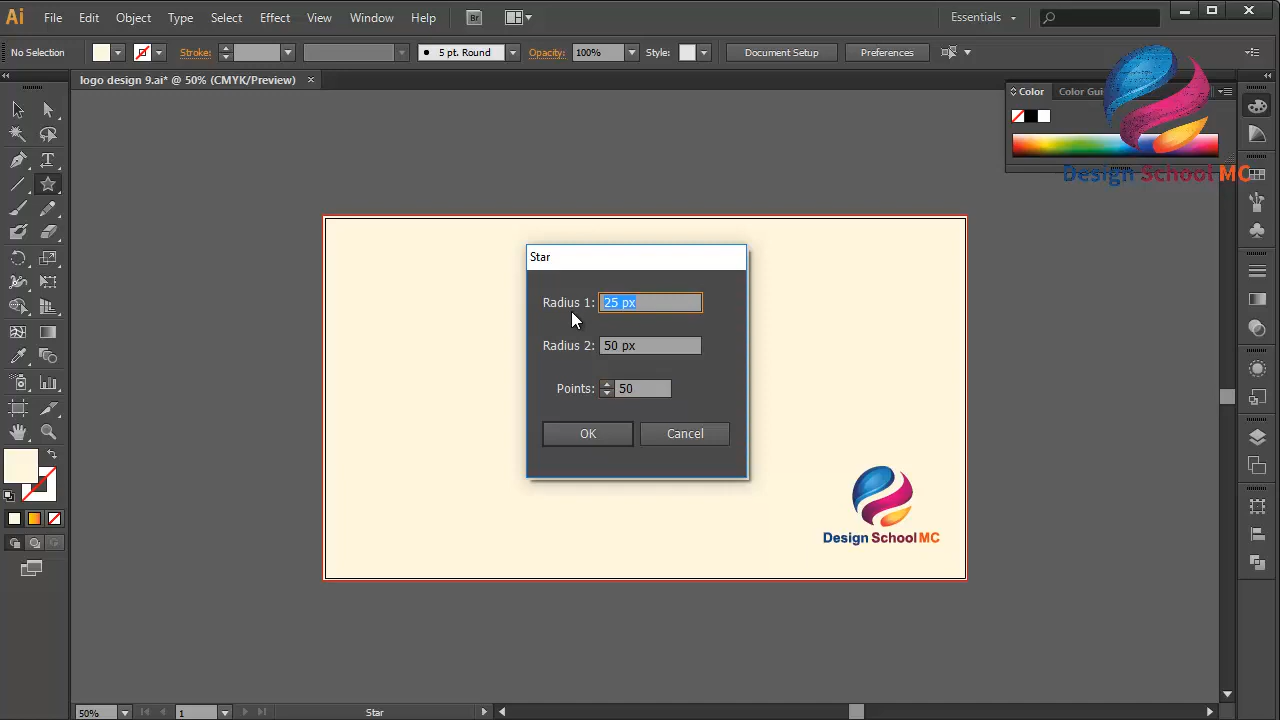 Ai File Edit Object Type Select Effect View Window Help Br Essentials
No Selection Stroke: 5 pt. Round Opacity: 100% Style: Document Setup Preferences
logo design 9.ai* @ 50% (CMYK/Preview) ×
Color Color Gui
Design School MC
Star
Radius 1: 25 px
Radius 2: 50 px
Points: 50
OK Cancel
Design School MC
50% 1 Star